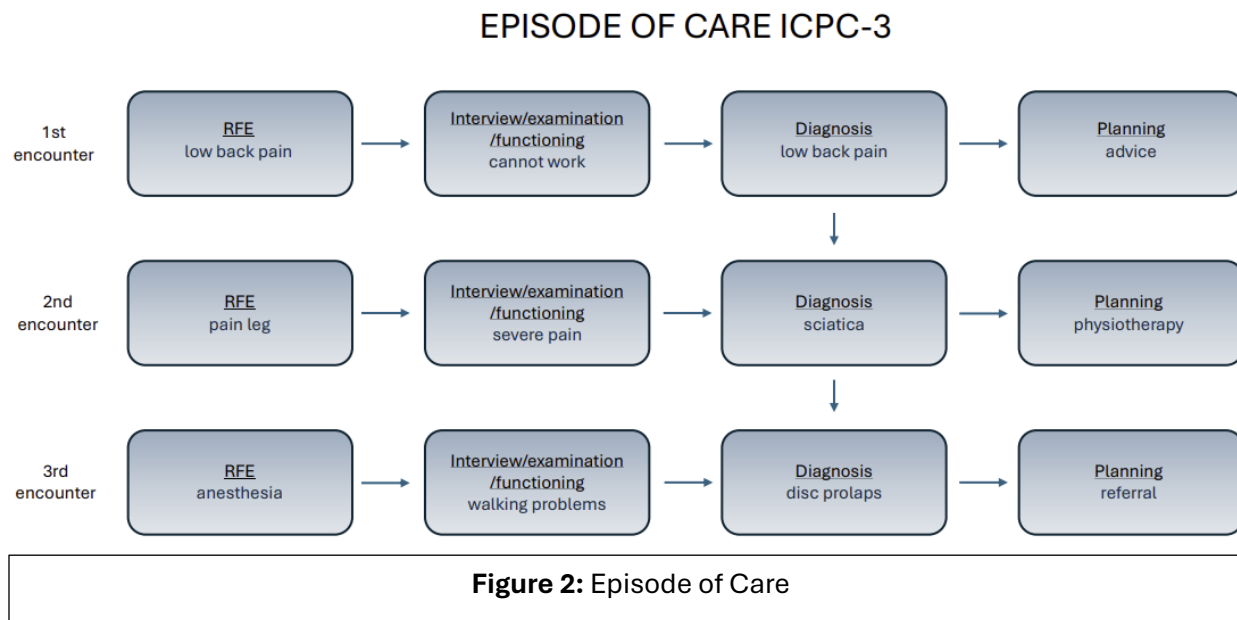 EPISODE OF CARE ICPC-3
1st
encounter
RFE
low back pain
Interview/examination
/functioning
cannot work
Diagnosis
low back pain
Planning
advice
2nd
encounter
RFE
pain leg
Interview/examination
/functioning
severe pain
Diagnosis
sciatica
Planning
physiotherapy
3rd
encounter
RFE
anesthesia
Interview/examination
/functioning
walking problems
Diagnosis
disc prolaps
Planning
referral
Figure 2: Episode of Care